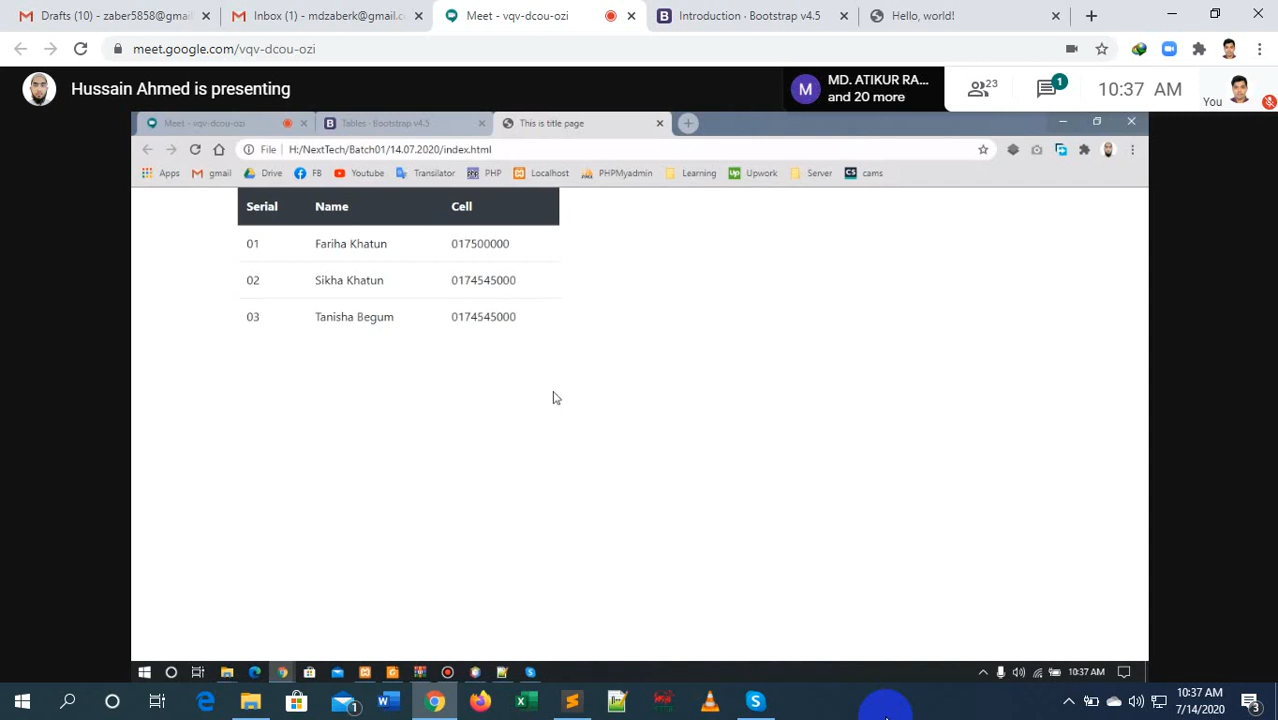 Drafts (10) - zaber5858@gmail
Inbox (1) - mdzaberk@gmail.c
Meet - vqv-dcou-ozi
Introduction · Bootstrap v4.5
Hello, world!
meet.google.com/vqv-dcou-ozi
Hussain Ahmed is presenting
M
MD. ATIKUR RA...
and 20 more
23
1
10:37 AM
You
Meet - vqv-dcou-ozi
Tables · Bootstrap v4.5
This is title page
File
H:/NextTech/Batch01/14.07.2020/index.html
Apps
gmail
Drive
FB
Youtube
Translator
PHP
Localhost
PHPMyadmin
Learning
Upwork
Server
cams
Serial Name Cell
01 Fariha Khatun 017500000
02 Sikha Khatun 0174545000
03 Tanisha Begum 0174545000
10:37 AM
1
10:37 AM
7/14/2020
3